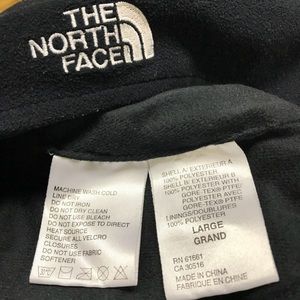 THE
NORTH
FACE
MACHINE WASH COLD
LINE DRY
DO NOT IRON
DO NOT DRY CLEAN
DO NOT USE BLEACH
DO NOT EXPOSE TO DIRECT
HEAT SOURCE
SECURE ALL VELCRO
CLOSURES
DO NOT USE FABRIC
SOFTENER
SHELL A/ EXTERIEUR A
100% POLYESTER
SHELL B/ EXTERIEUR B
100% POLYESTER WITH
GORE-TEX® PTFE/
100% POLYESTER AVEC
GORE-TEX® PTFE
LININGS/DOUBLURES
100% POLYESTER
LARGE
GRAND
RN 61661
CA 30516
MADE IN CHINA
FABRIQUE EN CHINE